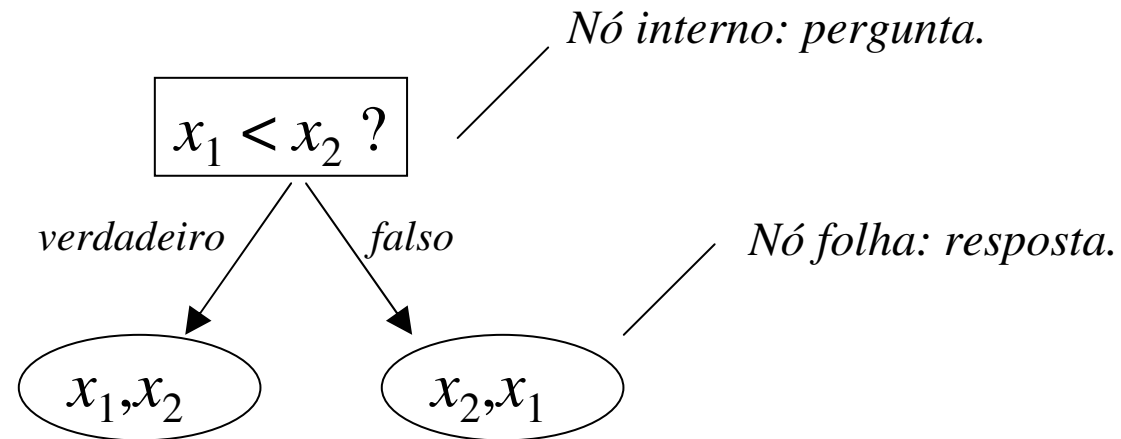 Nó interno: pergunta.
x₁ < x₂ ?
verdadeiro
falso
Nó folha: resposta.
x₁,x₂
x₂,x₁